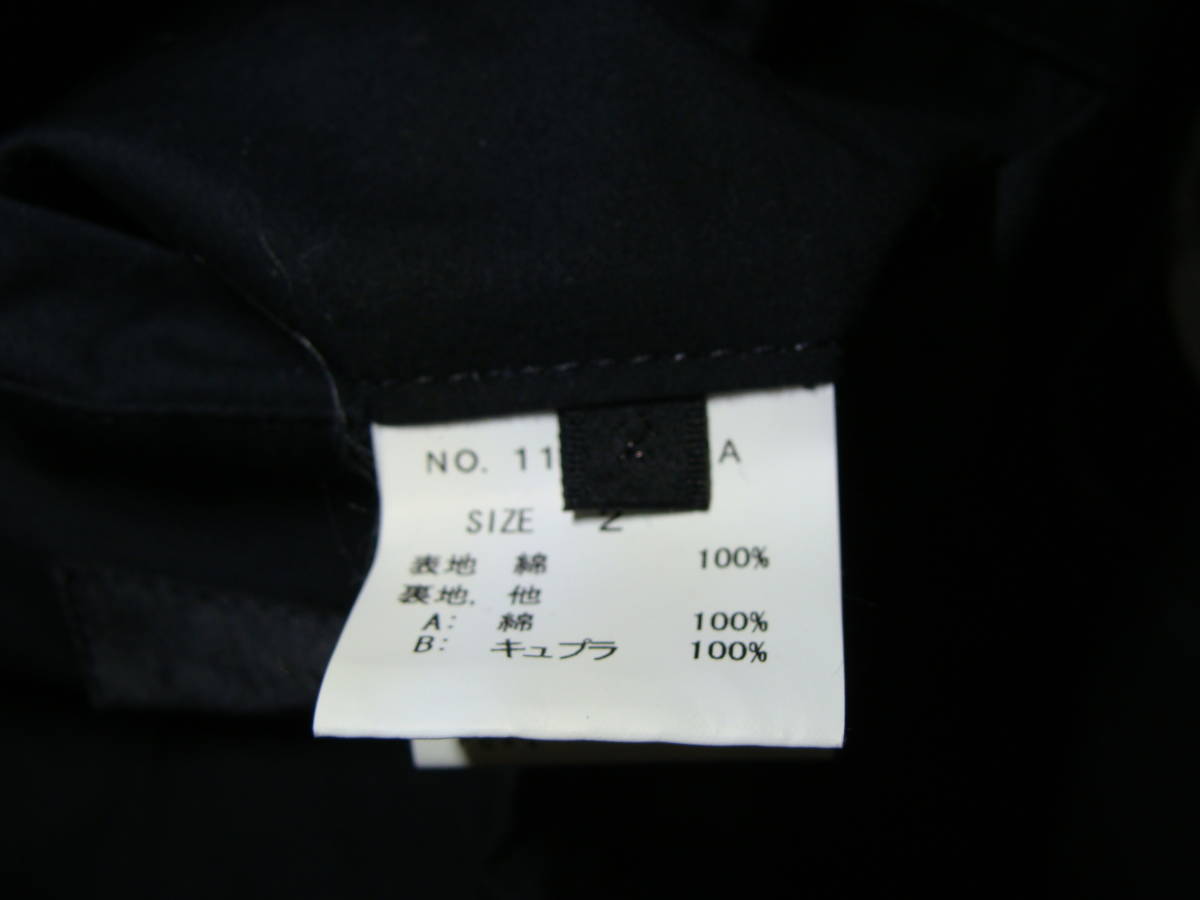 NO. 11 A
SIZE 2
表地 綿 100%
裏地, 他
A: 綿 100%
B: キュプラ 100%